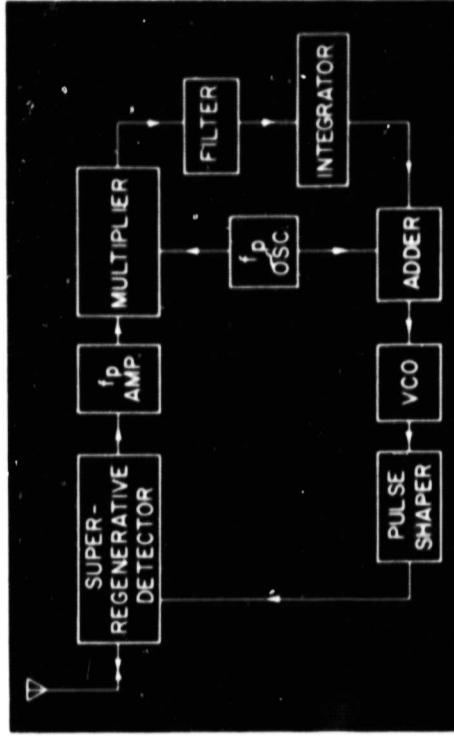 SUPER-
REGENERATIVE
DETECTOR
fp
AMP.
MULTIPLIER
FILTER
INTEGRATOR
fp
OSC.
ADDER
VCO
PULSE
SHAPER